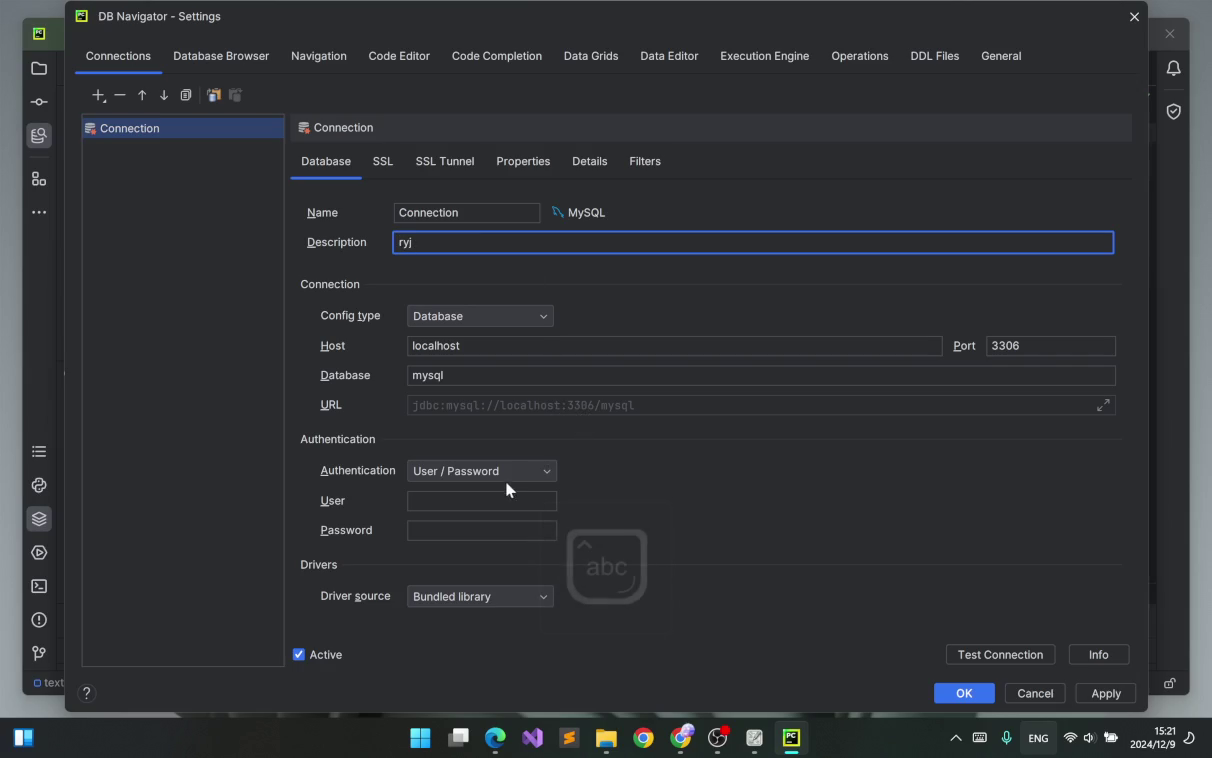 DB Navigator - Settings
Connections Database Browser Navigation Code Editor Code Completion Data Grids Data Editor Execution Engine Operations DDL Files General
Connection
Connection
Database SSL SSL Tunnel Properties Details Filters
Name Connection MySQL
Description ryj
Connection
Config type Database
Host localhost Port 3306
Database mysql
URL jdbc:mysql://localhost:3306/mysql
Authentication
Authentication User / Password
User
Password
abc
Drivers
Driver source Bundled library
Active
Test Connection Info
text
?
OK Cancel Apply
ENG
15:21
2024/12/9